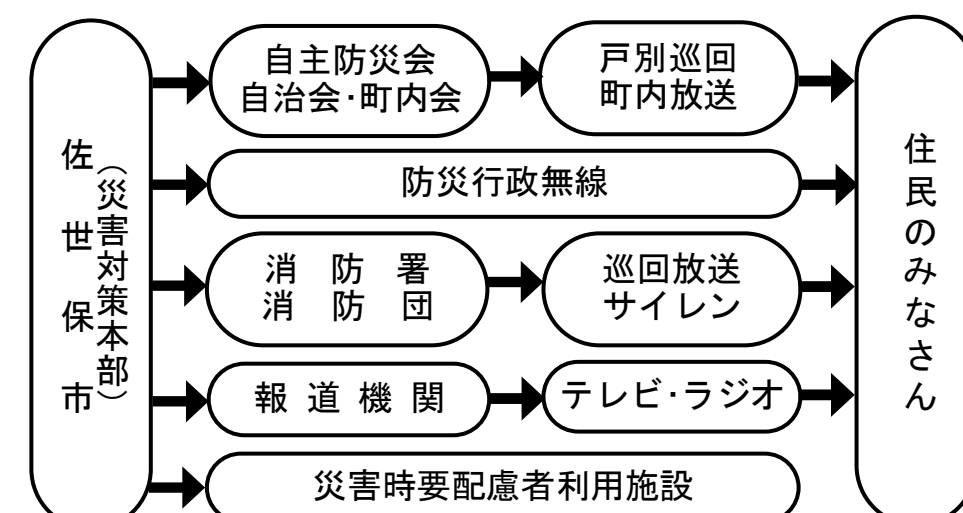 佐世保市
（災害対策本部）
自主防災会
自治会・町内会
戸別巡回
町内放送
防災行政無線
消防署
消防団
巡回放送
サイレン
報道機関
テレビ・ラジオ
災害時要配慮者利用施設
住民のみなさん